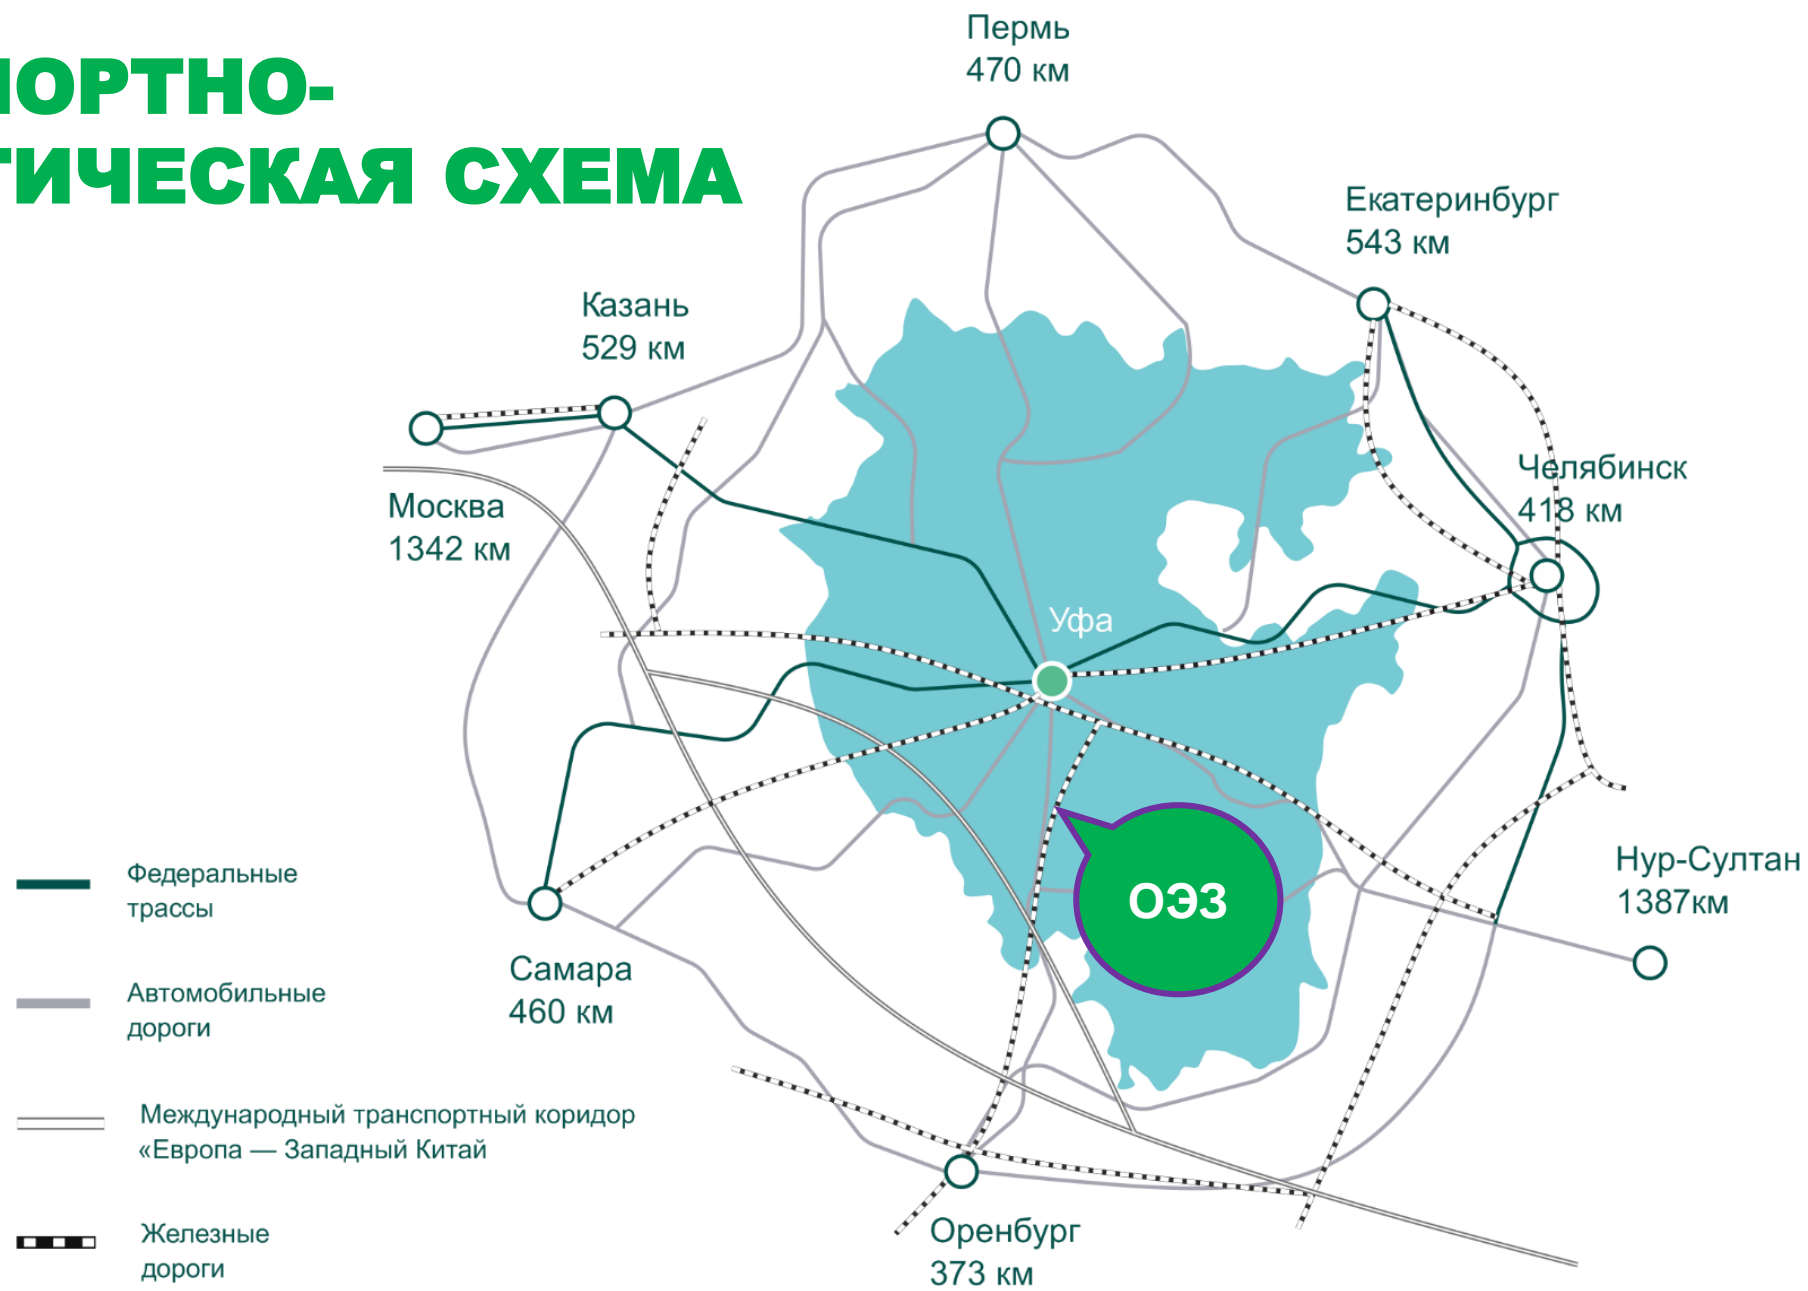 ПОРТНО-
ТИЧЕСКАЯ СХЕМА
Пермь
470 км
Екатеринбург
543 км
Казань
529 км
Челябинск
418 км
Москва
1342 км
Уфа
Нур-Султан
1387км
ОЭЗ
Самара
460 км
Оренбург
373 км
Федеральные
трассы
Автомобильные
дороги
Международный транспортный коридор
«Европа — Западный Китай
Железные
дороги